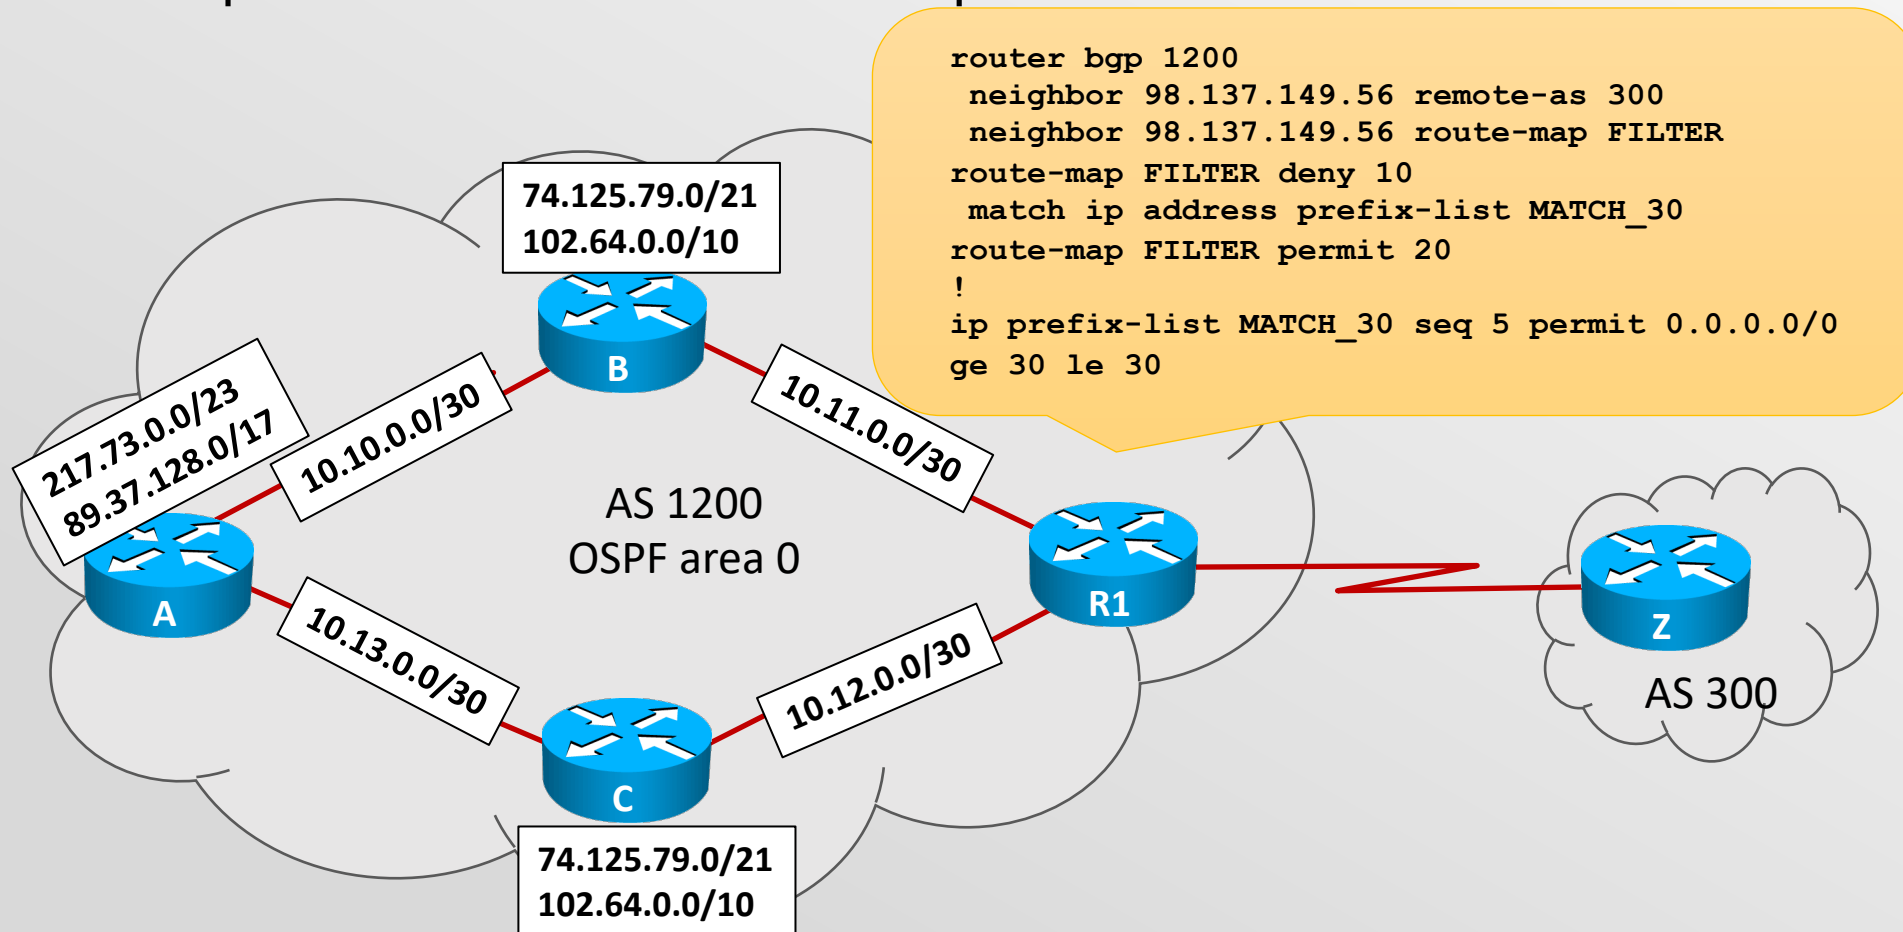 router bgp 1200
neighbor 98.137.149.56 remote-as 300
neighbor 98.137.149.56 route-map FILTER
route-map FILTER deny 10
match ip address prefix-list MATCH_30
route-map FILTER permit 20
!
ip prefix-list MATCH_30 seq 5 permit 0.0.0.0/0
ge 30 le 30
74.125.79.0/21
102.64.0.0/10
B
217.73.0.0/23
89.37.128.0/17
10.10.0.0/30
10.11.0.0/30
AS 1200
OSPF area 0
A
R1
Z
10.13.0.0/30
10.12.0.0/30
AS 300
C
74.125.79.0/21
102.64.0.0/10